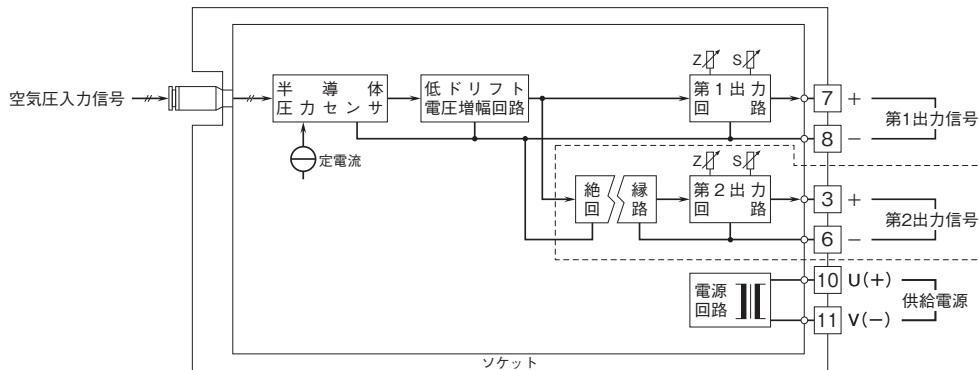 空気圧入力信号
半導体
圧力センサ
定電流
低ドリフト
電圧増幅回路
Z S
第1出力
回路
7 +
8 −
第1出力信号
絶縁
回路
Z S
第2出力
回路
3 +
6 −
第2出力信号
電源
回路
10 U(+)
11 V(−)
供給電源
ソケット